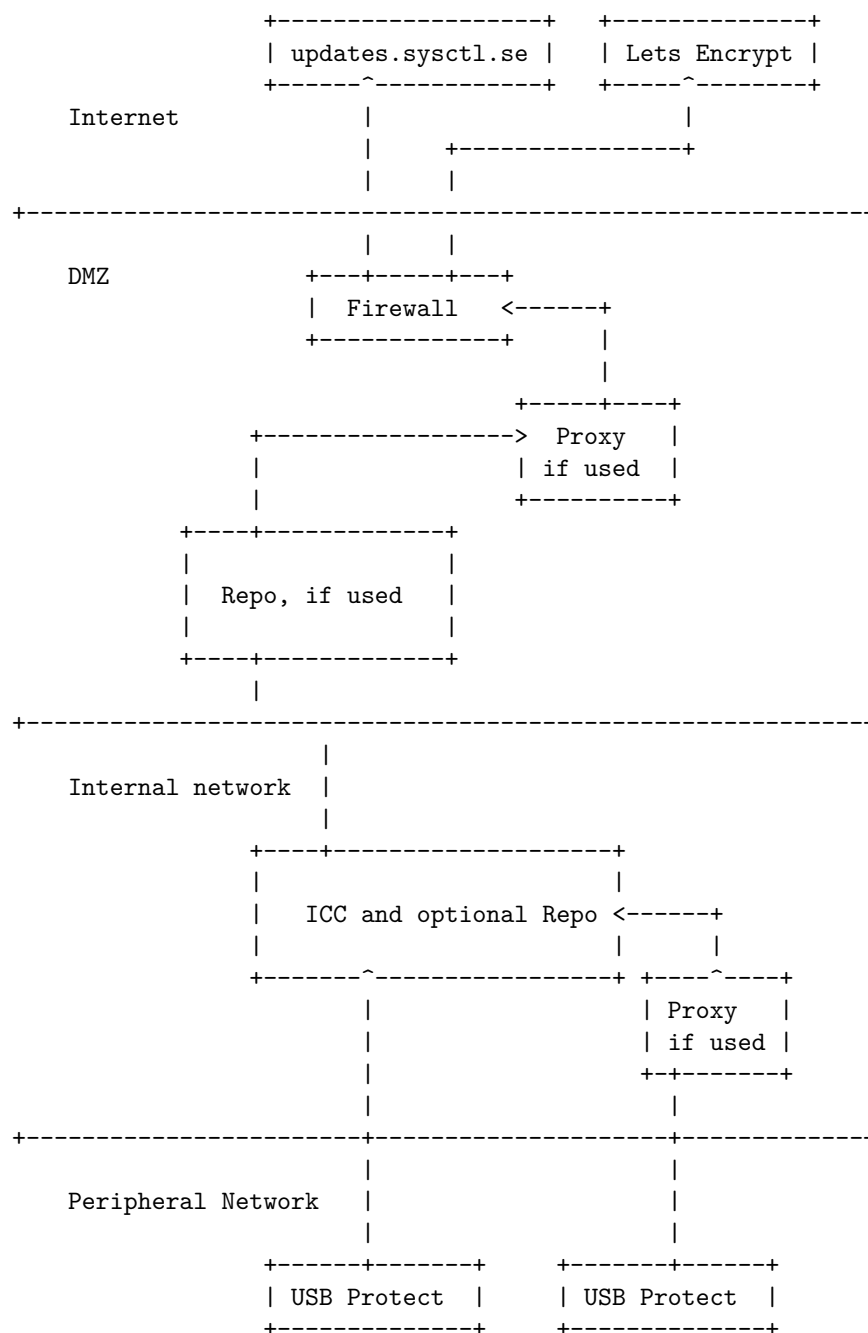 updates.sysctl.se Lets Encrypt
Internet
DMZ
Firewall
Proxy
if used
Repo, if used
Internal network
ICC and optional Repo
Proxy
if used
Peripheral Network
USB Protect USB Protect